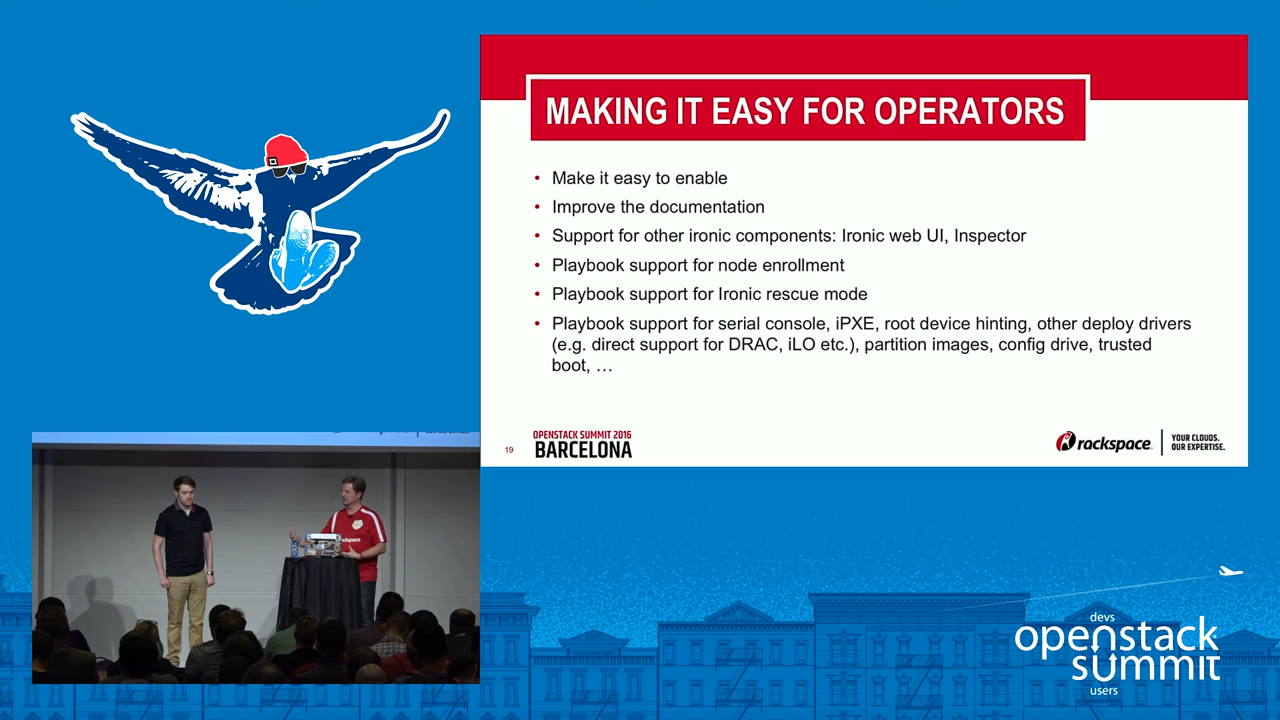 MAKING IT EASY FOR OPERATORS
• Make it easy to enable
• Improve the documentation
• Support for other ironic components: Ironic web UI, Inspector
• Playbook support for node enrollment
• Playbook support for Ironic rescue mode
• Playbook support for serial console, iPXE, root device hinting, other deploy drivers
(e.g. direct support for DRAC, iLO etc.), partition images, config drive, trusted
boot, …
19
OPENSTACK SUMMIT 2016
BARCELONA
rackspace
YOUR CLOUDS.
OUR EXPERTISE.
devs
openstack
summit
users